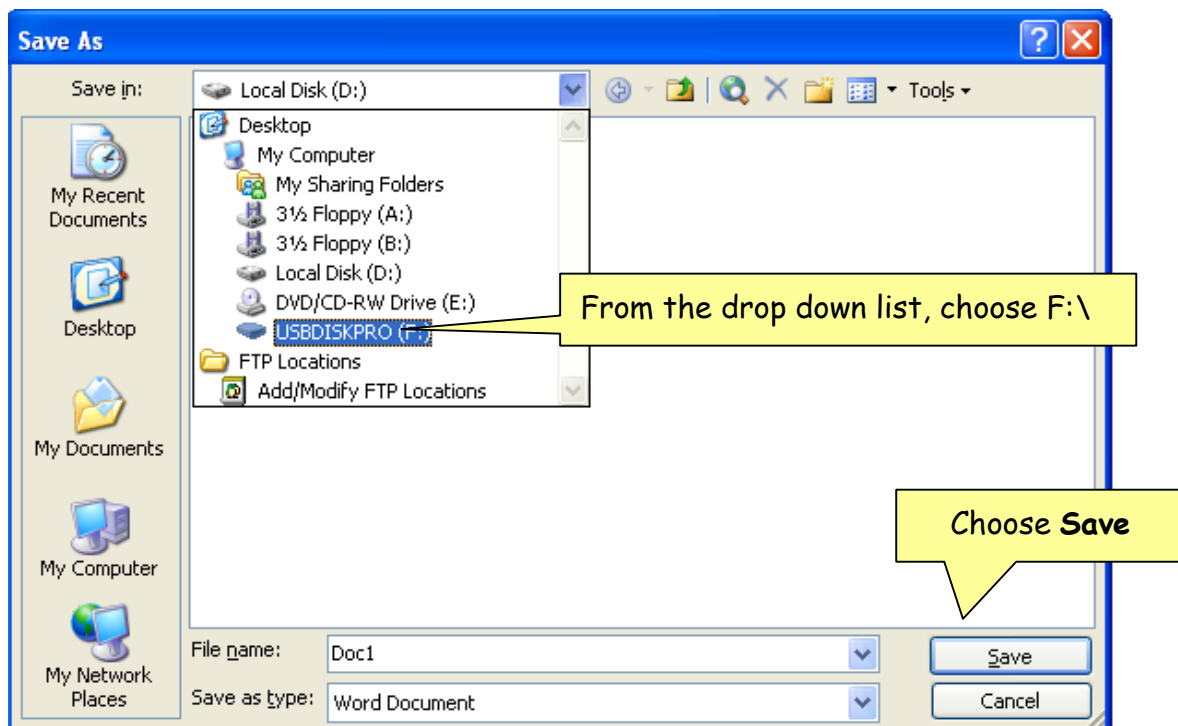 Save As
Save in:
Local Disk (D:)
Tools
Desktop
My Computer
My Sharing Folders
3½ Floppy (A:)
3½ Floppy (B:)
Local Disk (D:)
DVD/CD-RW Drive (E:)
USBDISKPRO (F:)
FTP Locations
Add/Modify FTP Locations
From the drop down list, choose F:\
My Recent
Documents
Desktop
My Documents
My Computer
My Network
Places
Choose Save
File name:
Doc1
Save
Save as type:
Word Document
Cancel